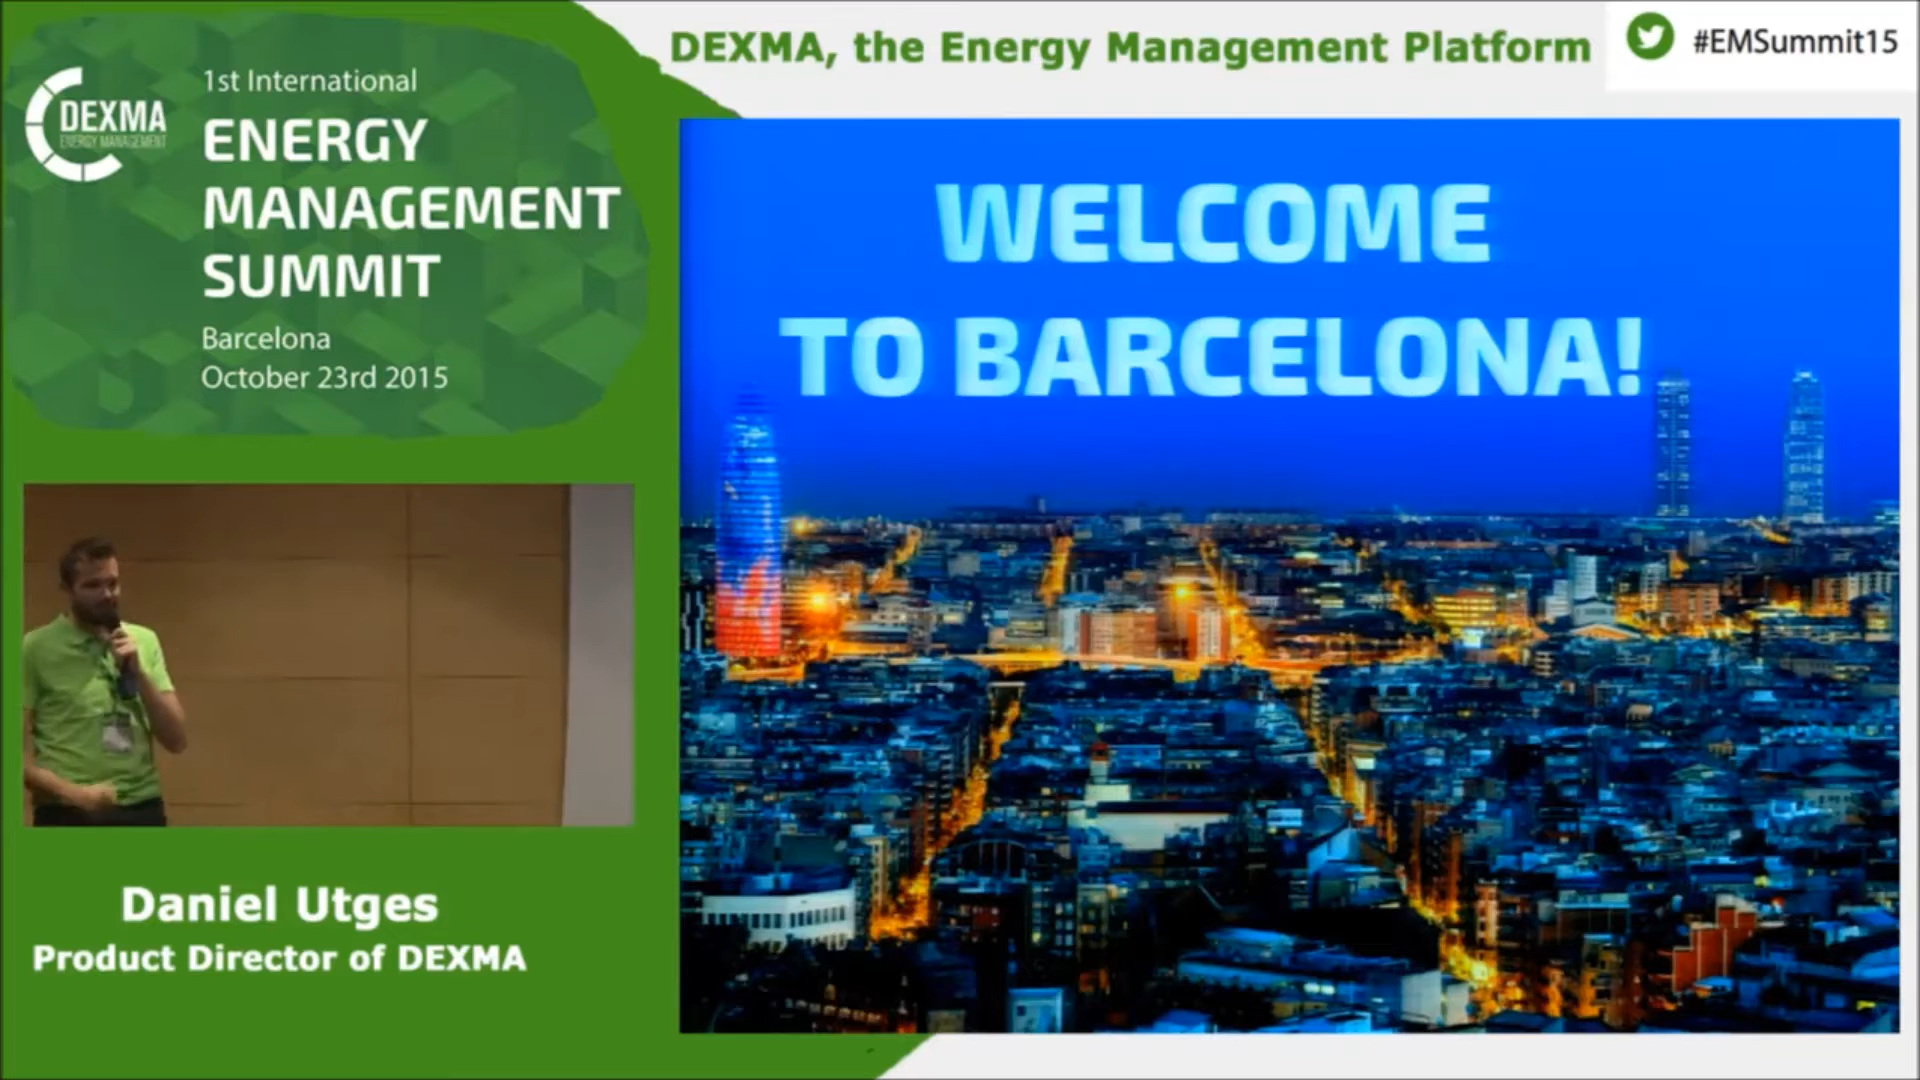 DEXMA
ENERGY MANAGEMENT
1st International
ENERGY
MANAGEMENT
SUMMIT
Barcelona
October 23rd 2015
DEXMA, the Energy Management Platform
#EMSummit15
WELCOME
TO BARCELONA!
Daniel Utges
Product Director of DEXMA